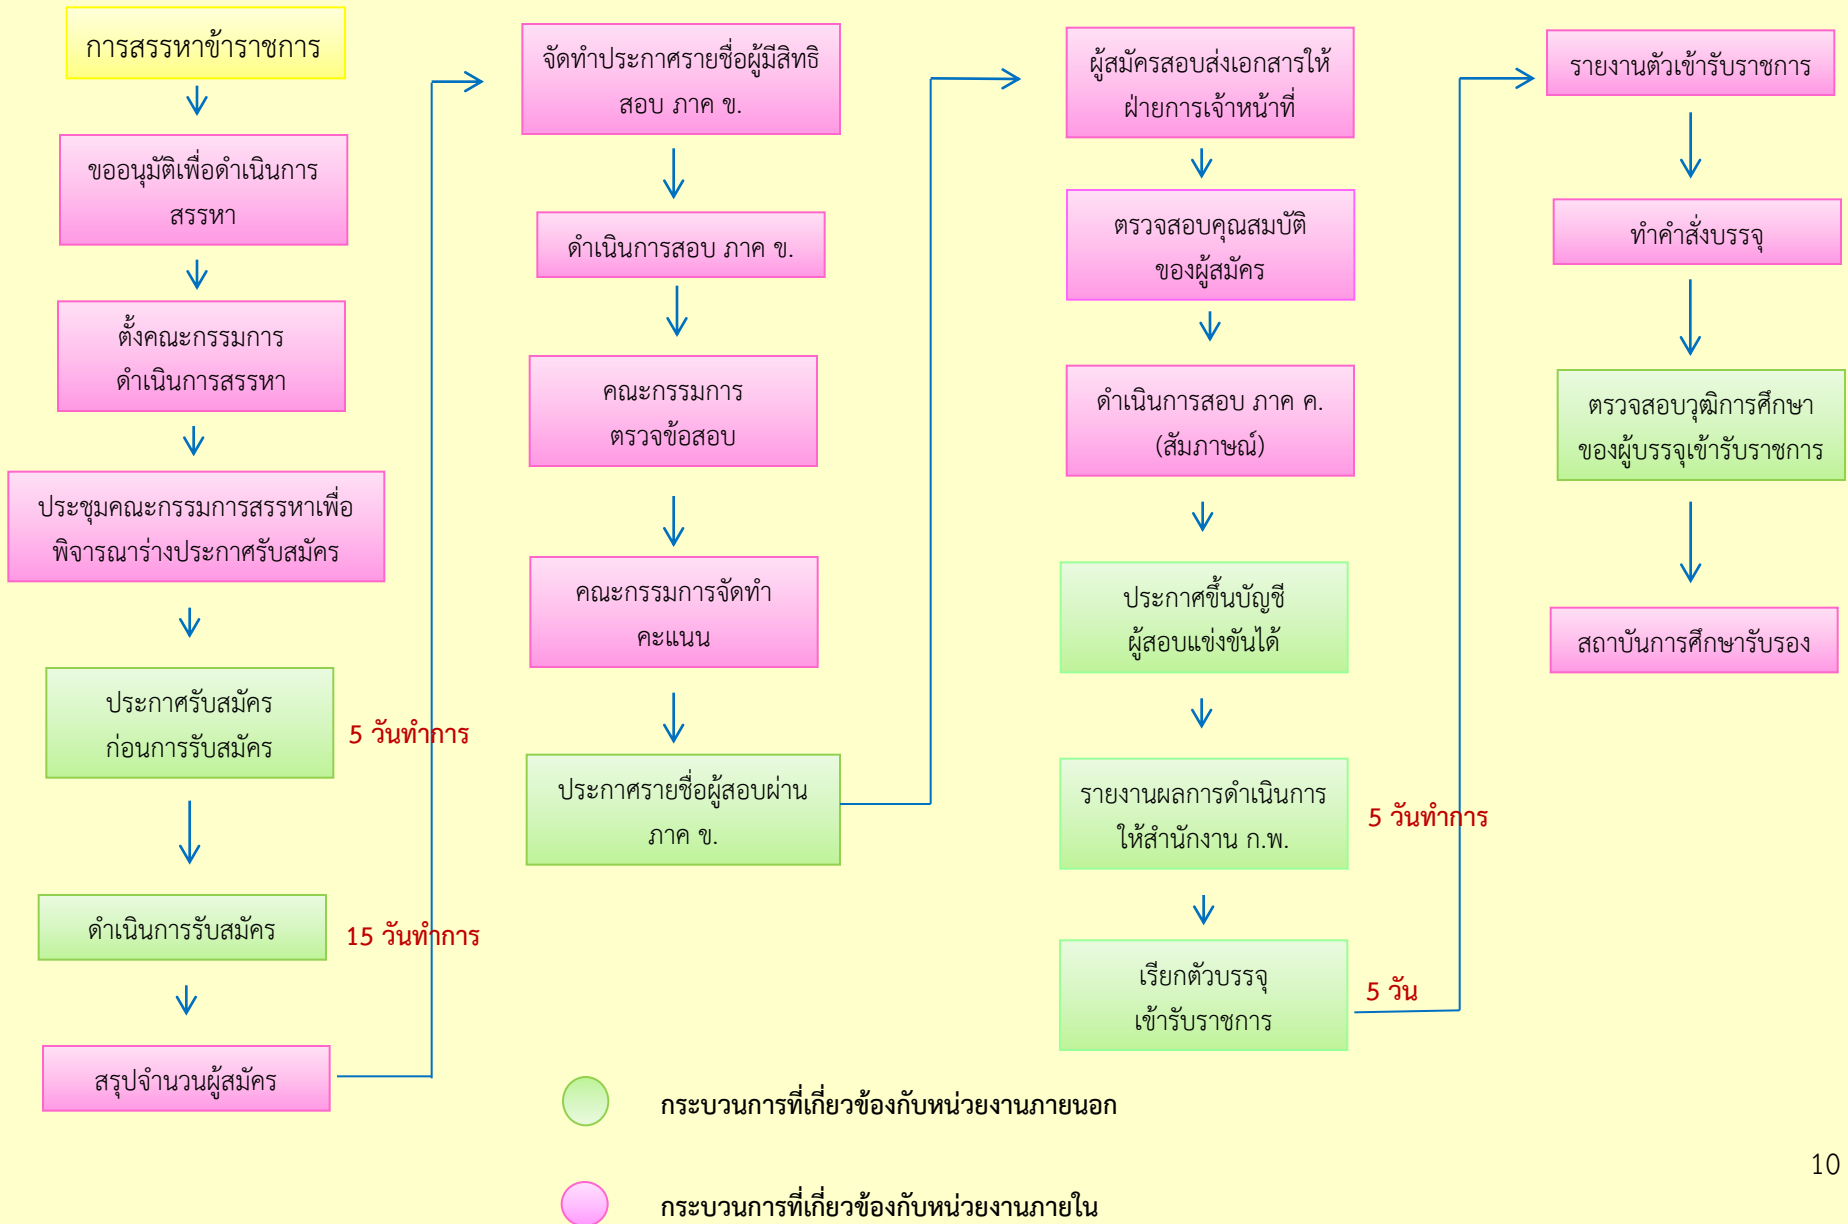 การสรรหาข้าราชการ
ขออนุมัติเพื่อดำเนินการ
สรรหา
ตั้งคณะกรรมการ
ดำเนินการสรรหา
ประชุมคณะกรรมการสรรหาเพื่อ
พิจารณาร่างประกาศรับสมัคร
ประกาศรับสมัคร
ก่อนการรับสมัคร
5 วันทำการ
ดำเนินการรับสมัคร
15 วันทำการ
สรุปจำนวนผู้สมัคร
จัดทำประกาศรายชื่อผู้มีสิทธิ
สอบ ภาค ข.
ดำเนินการสอบ ภาค ข.
คณะกรรมการ
ตรวจข้อสอบ
คณะกรรมการจัดทำ
คะแนน
ประกาศรายชื่อผู้สอบผ่าน
ภาค ข.
ผู้สมัครสอบส่งเอกสารให้
ฝ่ายการเจ้าหน้าที่
ตรวจสอบคุณสมบัติ
ของผู้สมัคร
ดำเนินการสอบ ภาค ค.
(สัมภาษณ์)
ประกาศขึ้นบัญชี
ผู้สอบแข่งขันได้
รายงานผลการดำเนินการ
ให้สำนักงาน ก.พ.
5 วันทำการ
เรียกตัวบรรจุ
เข้ารับราชการ
5 วัน
รายงานตัวเข้ารับราชการ
ทำคำสั่งบรรจุ
ตรวจสอบวุฒิการศึกษา
ของผู้บรรจุเข้ารับราชการ
สถาบันการศึกษารับรอง
กระบวนการที่เกี่ยวข้องกับหน่วยงานภายนอก
กระบวนการที่เกี่ยวข้องกับหน่วยงานภายใน
10